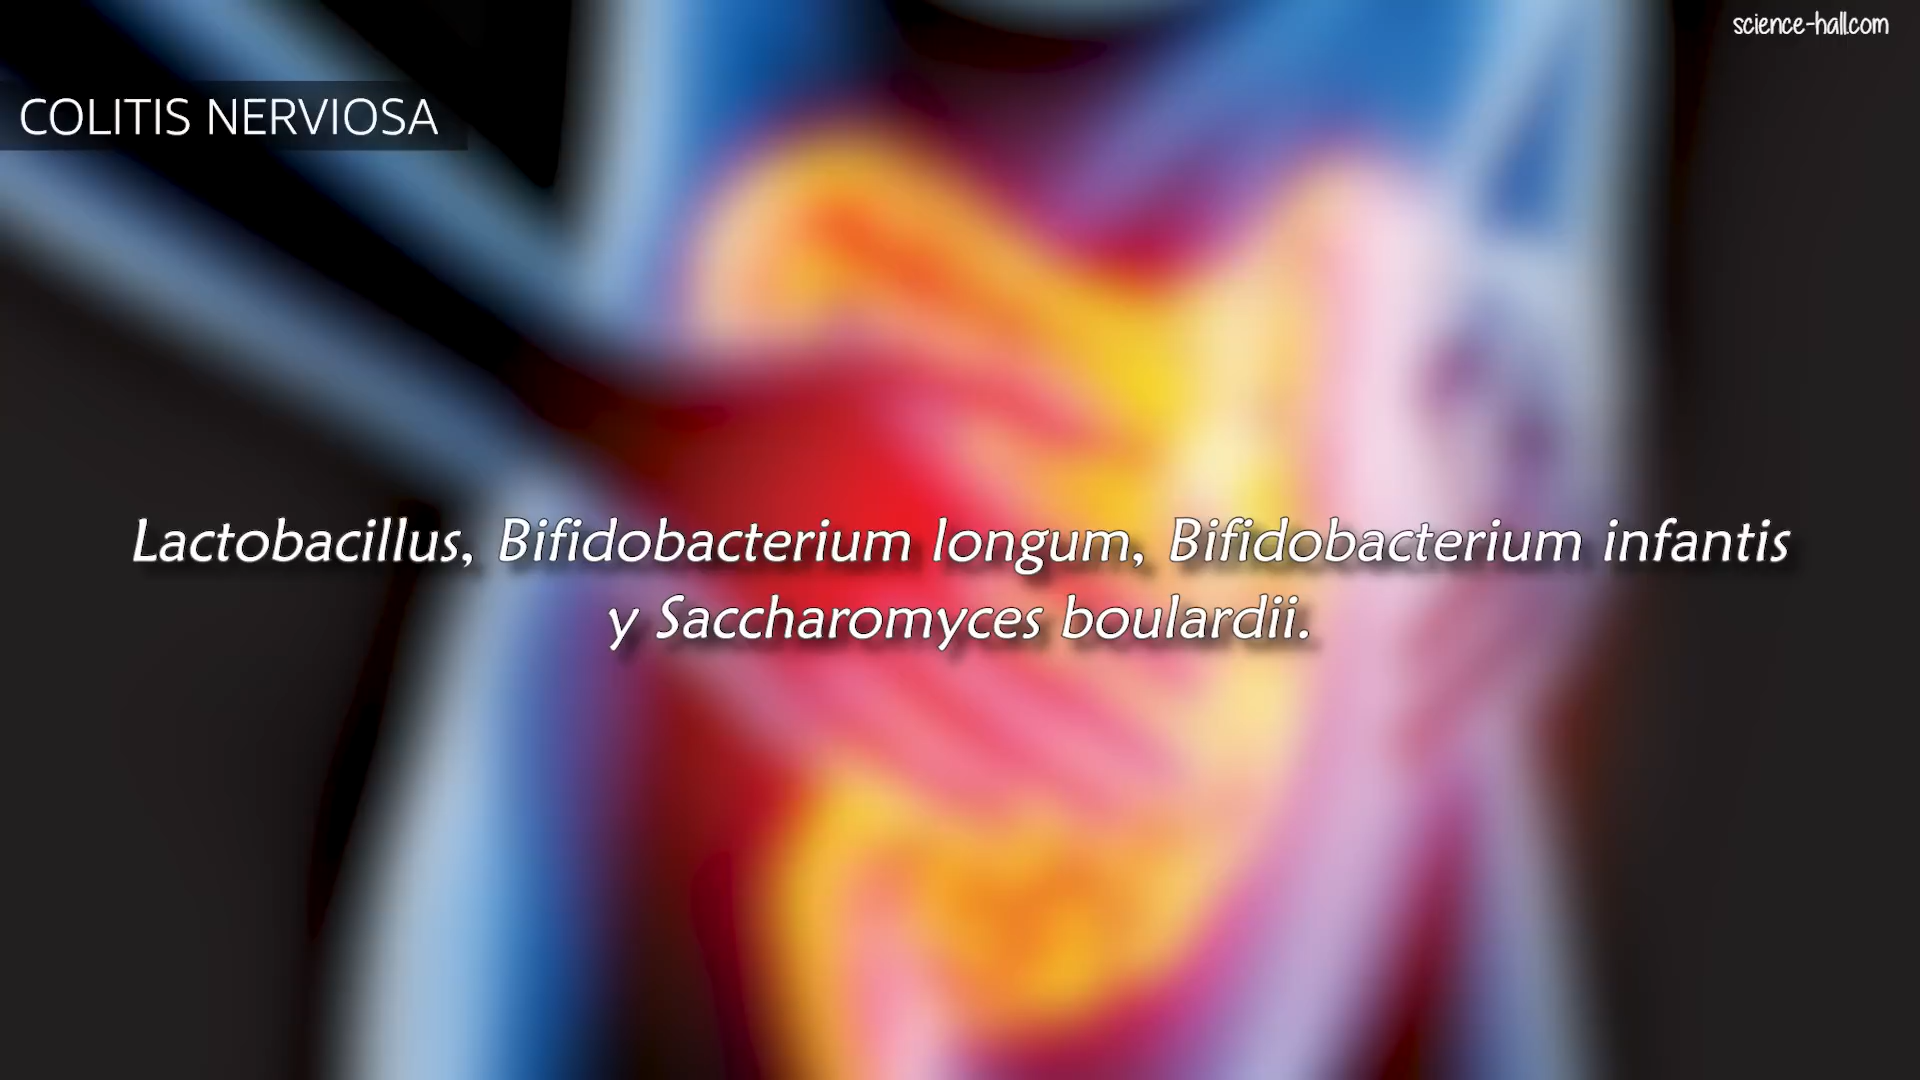 science-hall.com
COLITIS NERVIOSA
Lactobacillus, Bifidobacterium longum, Bifidobacterium infantis
y Saccharomyces boulardii.